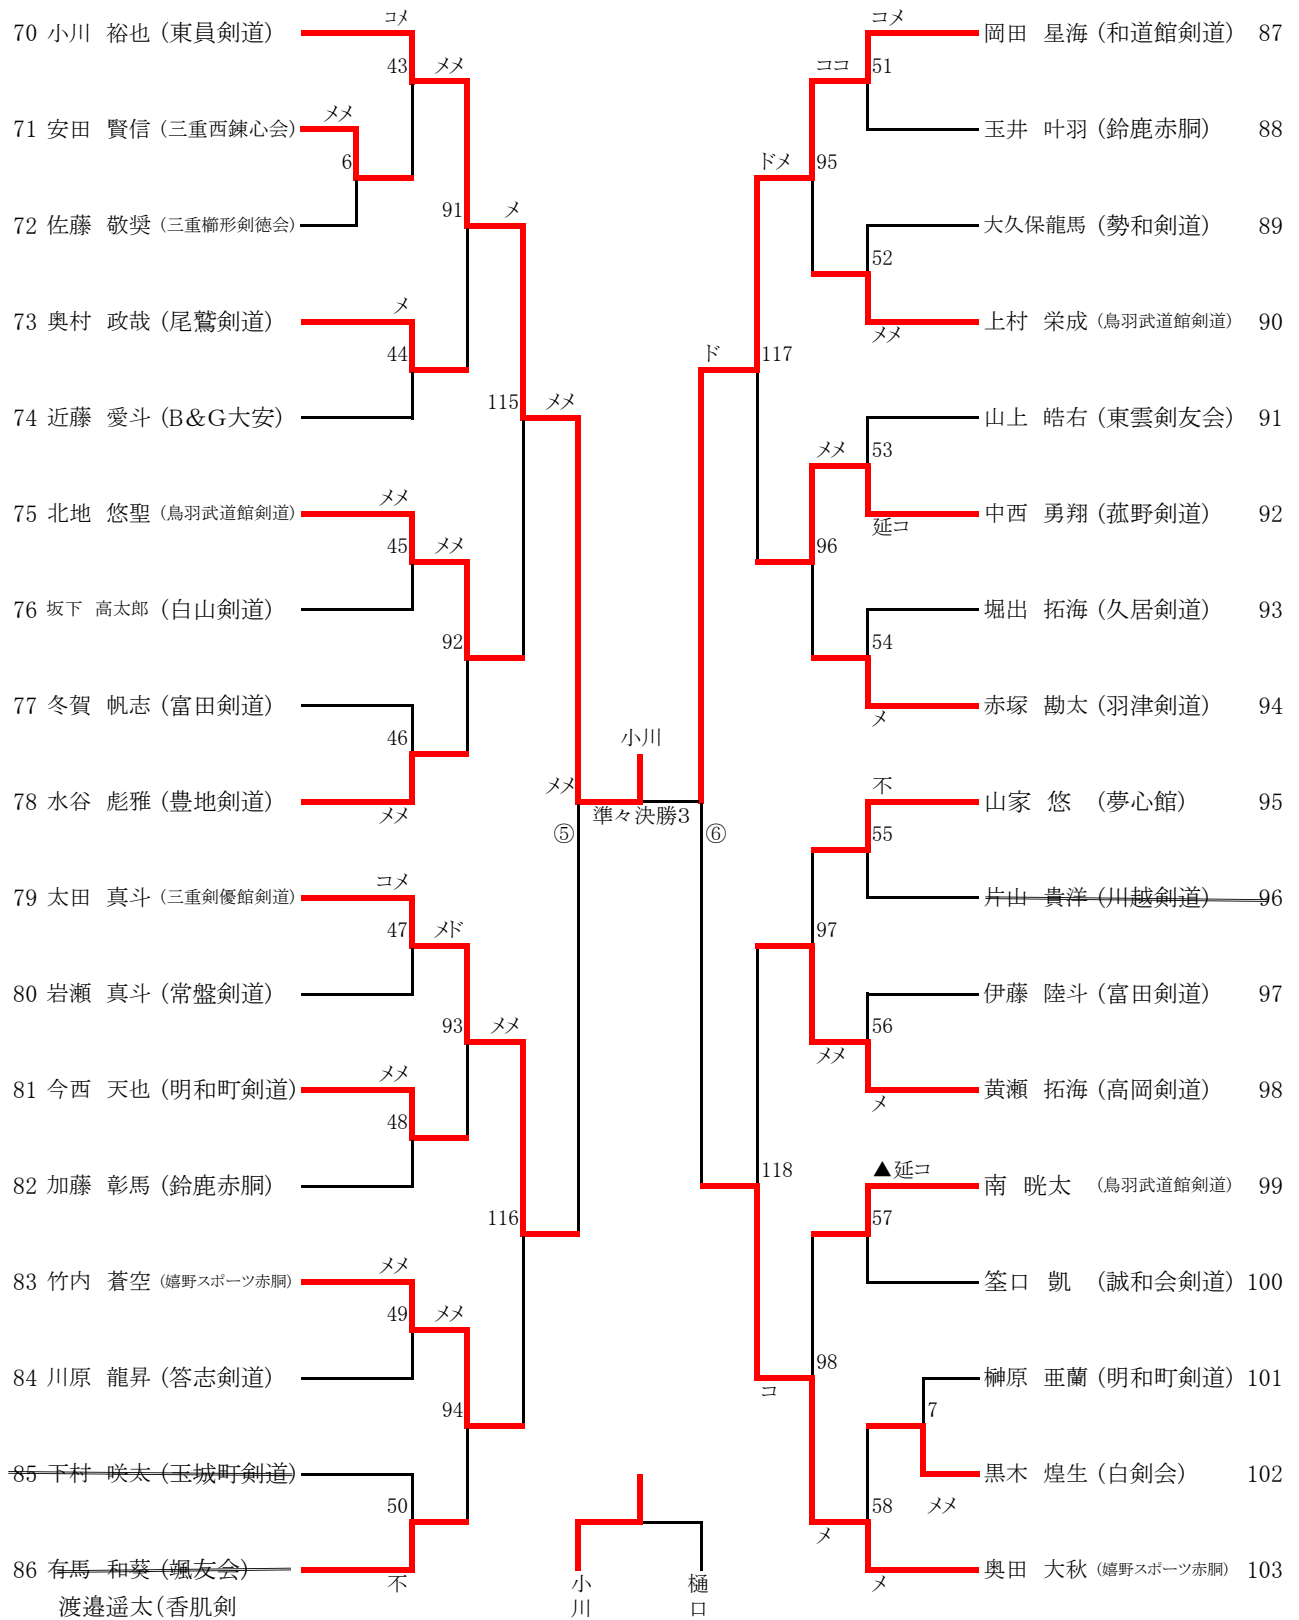 70 小川 裕也 (東員剣道)
71 安田 賢信 (三重西錬心会)
72 佐藤 敬奨 (三重櫛形剣徳会)
73 奥村 政哉 (尾鷲剣道)
74 近藤 愛斗 (B&G大安)
75 北地 悠聖 (鳥羽武道館剣道)
76 坂下 高太郎 (白山剣道)
77 冬賀 帆志 (富田剣道)
78 水谷 彪雅 (豊地剣道)
79 太田 真斗 (三重剣優館剣道)
80 岩瀬 真斗 (常盤剣道)
81 今西 天也 (明和町剣道)
82 加藤 彰馬 (鈴鹿赤胴)
83 竹内 蒼空 (嬉野スポーツ赤胴)
84 川原 龍昇 (答志剣道)
85 下村 咲太 (玉城町剣道)
86 有馬 和葵 (颯友会)
渡邉遥太(香肌剣
コメ
43
メメ
メメ
6
91
メ
メ
44
115
メメ
メメ
45
メメ
92
46
メメ
メメ
⑤
コメ
47
メド
93
メメ
メメ
48
116
メメ
49
メメ
94
50
不
小川
準々決勝3
⑥
小川
樋口
コメ
51
ココ
95
ドメ
52
メメ
117
ド
53
メメ
延コ
96
54
メ
不
55
97
56
メメ
メ
118
▲延コ
57
98
コ
7
メメ
58
メ
メ
岡田 星海 (和道館剣道) 87
玉井 叶羽 (鈴鹿赤胴) 88
大久保龍馬 (勢和剣道) 89
上村 栄成 (鳥羽武道館剣道) 90
山上 皓右 (東雲剣友会) 91
中西 勇翔 (菰野剣道) 92
堀出 拓海 (久居剣道) 93
赤塚 勘太 (羽津剣道) 94
山家 悠 (夢心館) 95
片山 貴洋 (川越剣道) 96
伊藤 陸斗 (富田剣道) 97
黄瀬 拓海 (高岡剣道) 98
南 晄太 (鳥羽武道館剣道) 99
筌口 凱 (誠和会剣道) 100
榊原 亜蘭 (明和町剣道) 101
黒木 煌生 (白剣会) 102
奥田 大秋 (嬉野スポーツ赤胴) 103